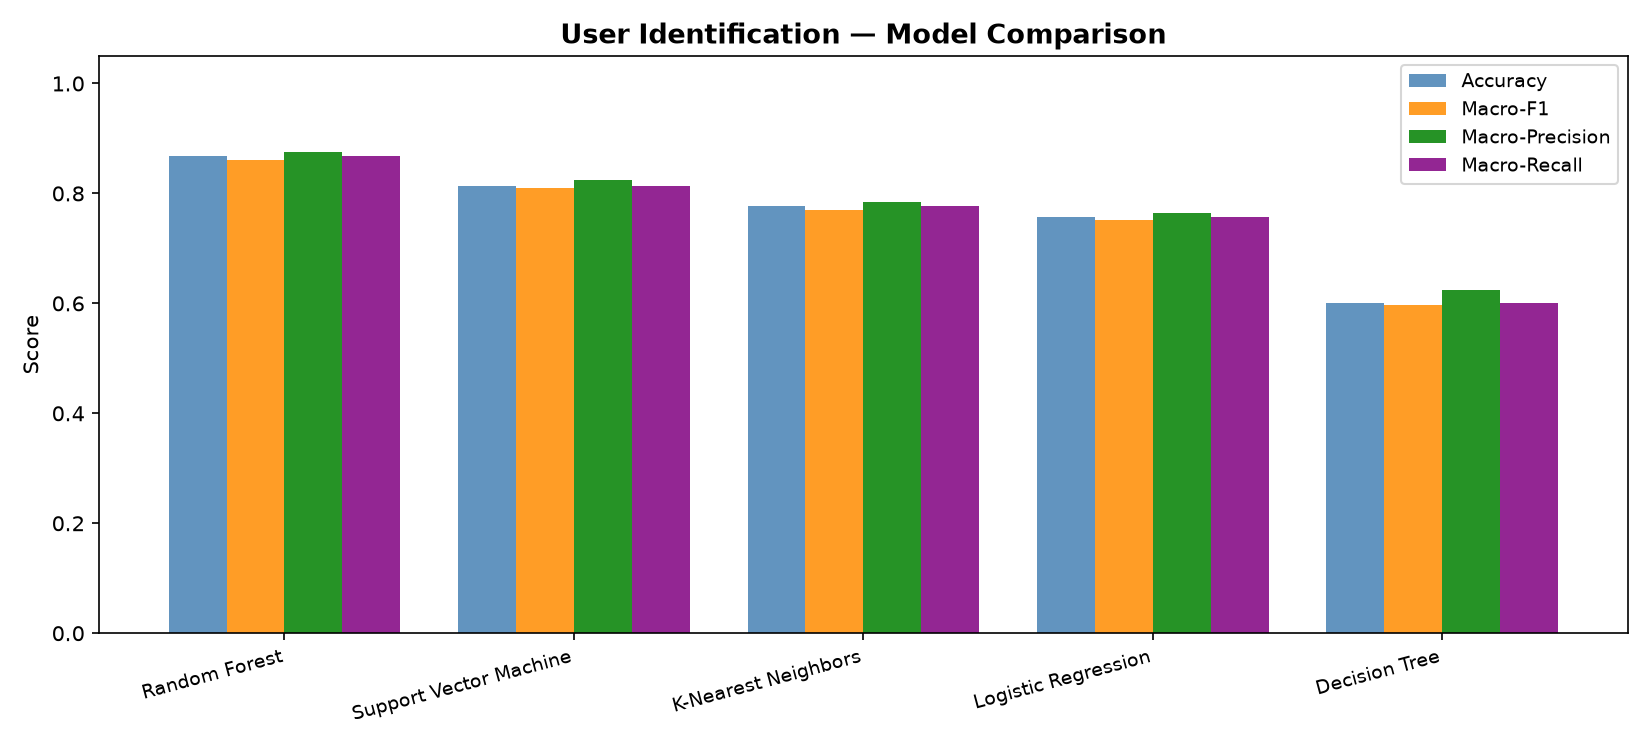 User Identification — Model Comparison
1.0
0.8
0.6
0.4
0.2
0.0
Score
Accuracy
Macro-F1
Macro-Precision
Macro-Recall
Random Forest
Support Vector Machine
K-Nearest Neighbors
Logistic Regression
Decision Tree